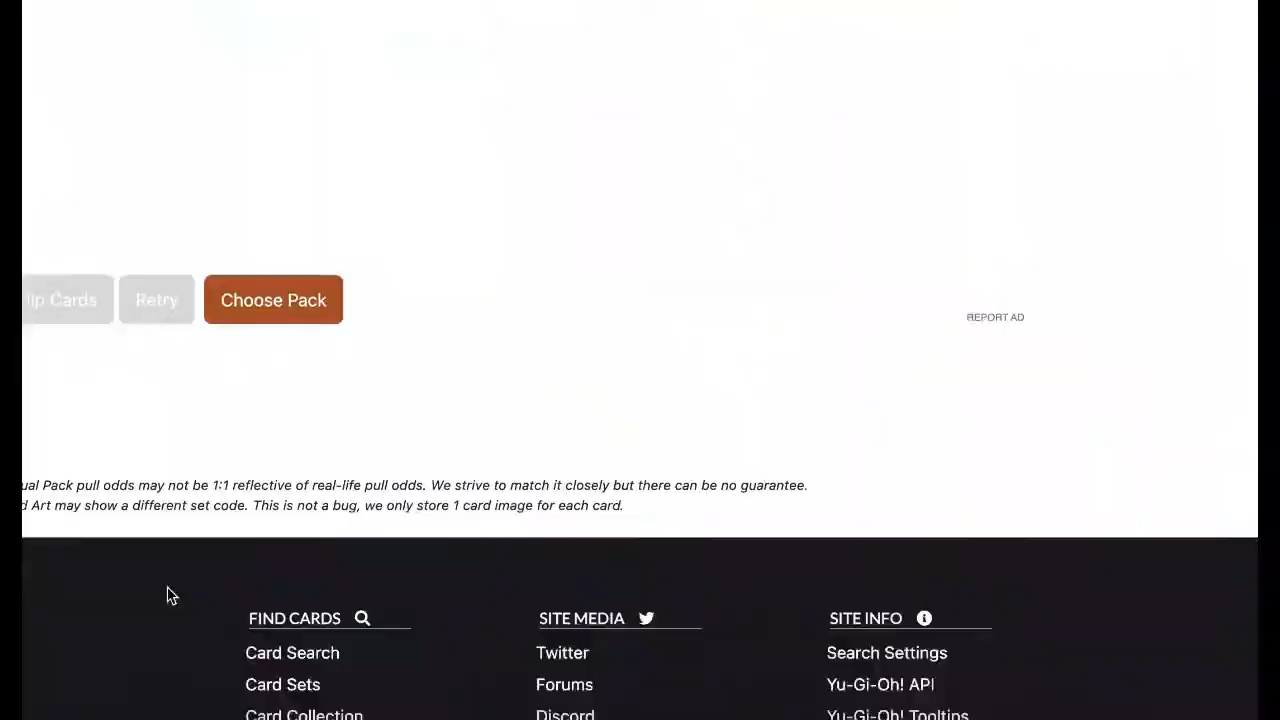 Cards
Retry
Choose Pack
REPORT AD
Pack pull odds may not be 1:1 reflective of real-life pull odds. We strive to match it closely but there can be no guarantee.
Art may show a different set code. This is not a bug, we only store 1 card image for each card.
FIND CARDS
Card Search
Card Sets
Card Collection
SITE MEDIA
Twitter
Forums
Discord
SITE INFO
Search Settings
Yu-Gi-Oh! API
Yu-Gi-Oh! Tooltips